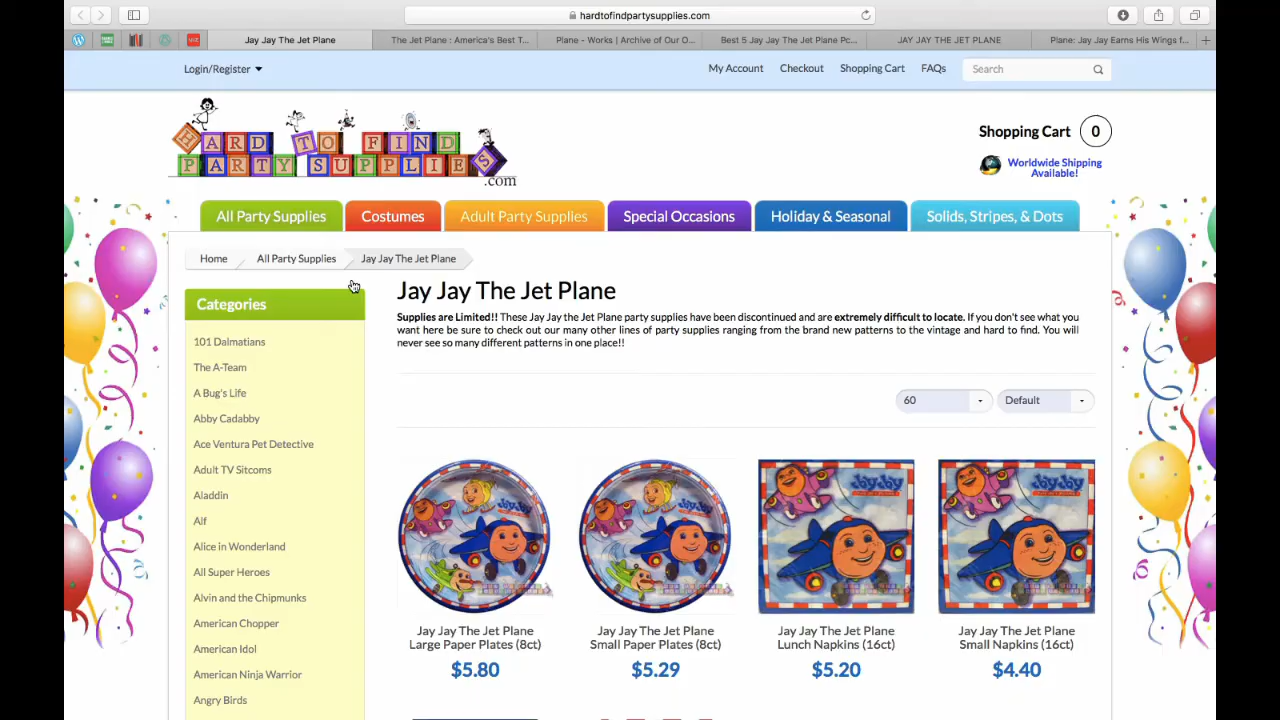 hardtofindpartysupplies.com
Jay Jay The Jet Plane
The Jet Plane : America's Best T...
Plane - Works | Archive of Our O...
Best 5 Jay Jay The Jet Plane Pc...
JAY JAY THE JET PLANE
Plane: Jay Jay Earns His Wings f...
Login/Register
My Account
Checkout
Shopping Cart
FAQs
Search
HARD TO FIND
PARTY SUPPLIES
.com
Shopping Cart 0
Worldwide Shipping
Available!
All Party Supplies
Costumes
Adult Party Supplies
Special Occasions
Holiday & Seasonal
Solids, Stripes, & Dots
Home
All Party Supplies
Jay Jay The Jet Plane
Categories
101 Dalmatians
The A-Team
A Bug's Life
Abby Cadabby
Ace Ventura Pet Detective
Adult TV Sitcoms
Aladdin
Alf
Alice in Wonderland
All Super Heroes
Alvin and the Chipmunks
American Chopper
American Idol
American Ninja Warrior
Angry Birds
Jay Jay The Jet Plane
Supplies are Limited!! These Jay Jay the Jet Plane party supplies have been discontinued and are extremely difficult to locate. If you don't see what you
want here be sure to check out our many other lines of party supplies ranging from the brand new patterns to the vintage and hard to find. You will
never see so many different patterns in one place!!
60
Default
Jay Jay The Jet Plane
Large Paper Plates (8ct)
$5.80
Jay Jay The Jet Plane
Small Paper Plates (8ct)
$5.29
Jay Jay The Jet Plane
Lunch Napkins (16ct)
$5.20
Jay Jay The Jet Plane
Small Napkins (16ct)
$4.40